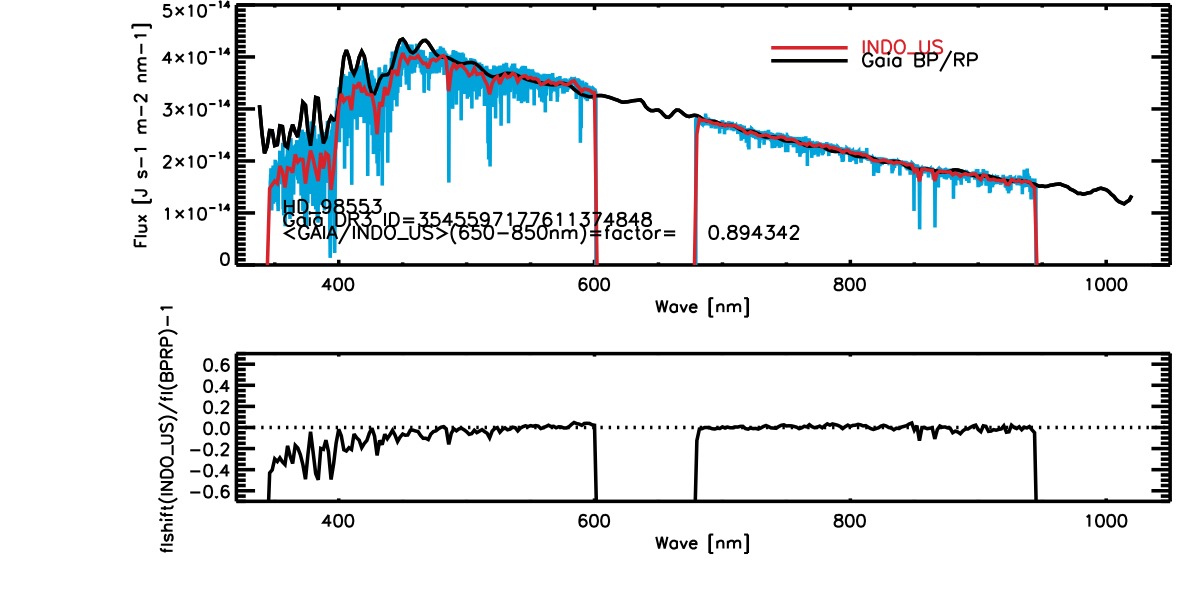 5×10⁻¹⁴
4×10⁻¹⁴
3×10⁻¹⁴
2×10⁻¹⁴
1×10⁻¹⁴
0
Flux [J s−1 m−2 nm−1]
INDO_US
Gaia BP/RP
HD_98553
Gaia DR3 ID=3545597177611374848
<GAIA/INDO_US>(650−850nm)=factor= 0.894342
400 600 800 1000
Wave [nm]
0.6
0.4
0.2
0.0
−0.2
−0.4
−0.6
flshift(INDO_US)/fl(BPRP)−1
400 600 800 1000
Wave [nm]